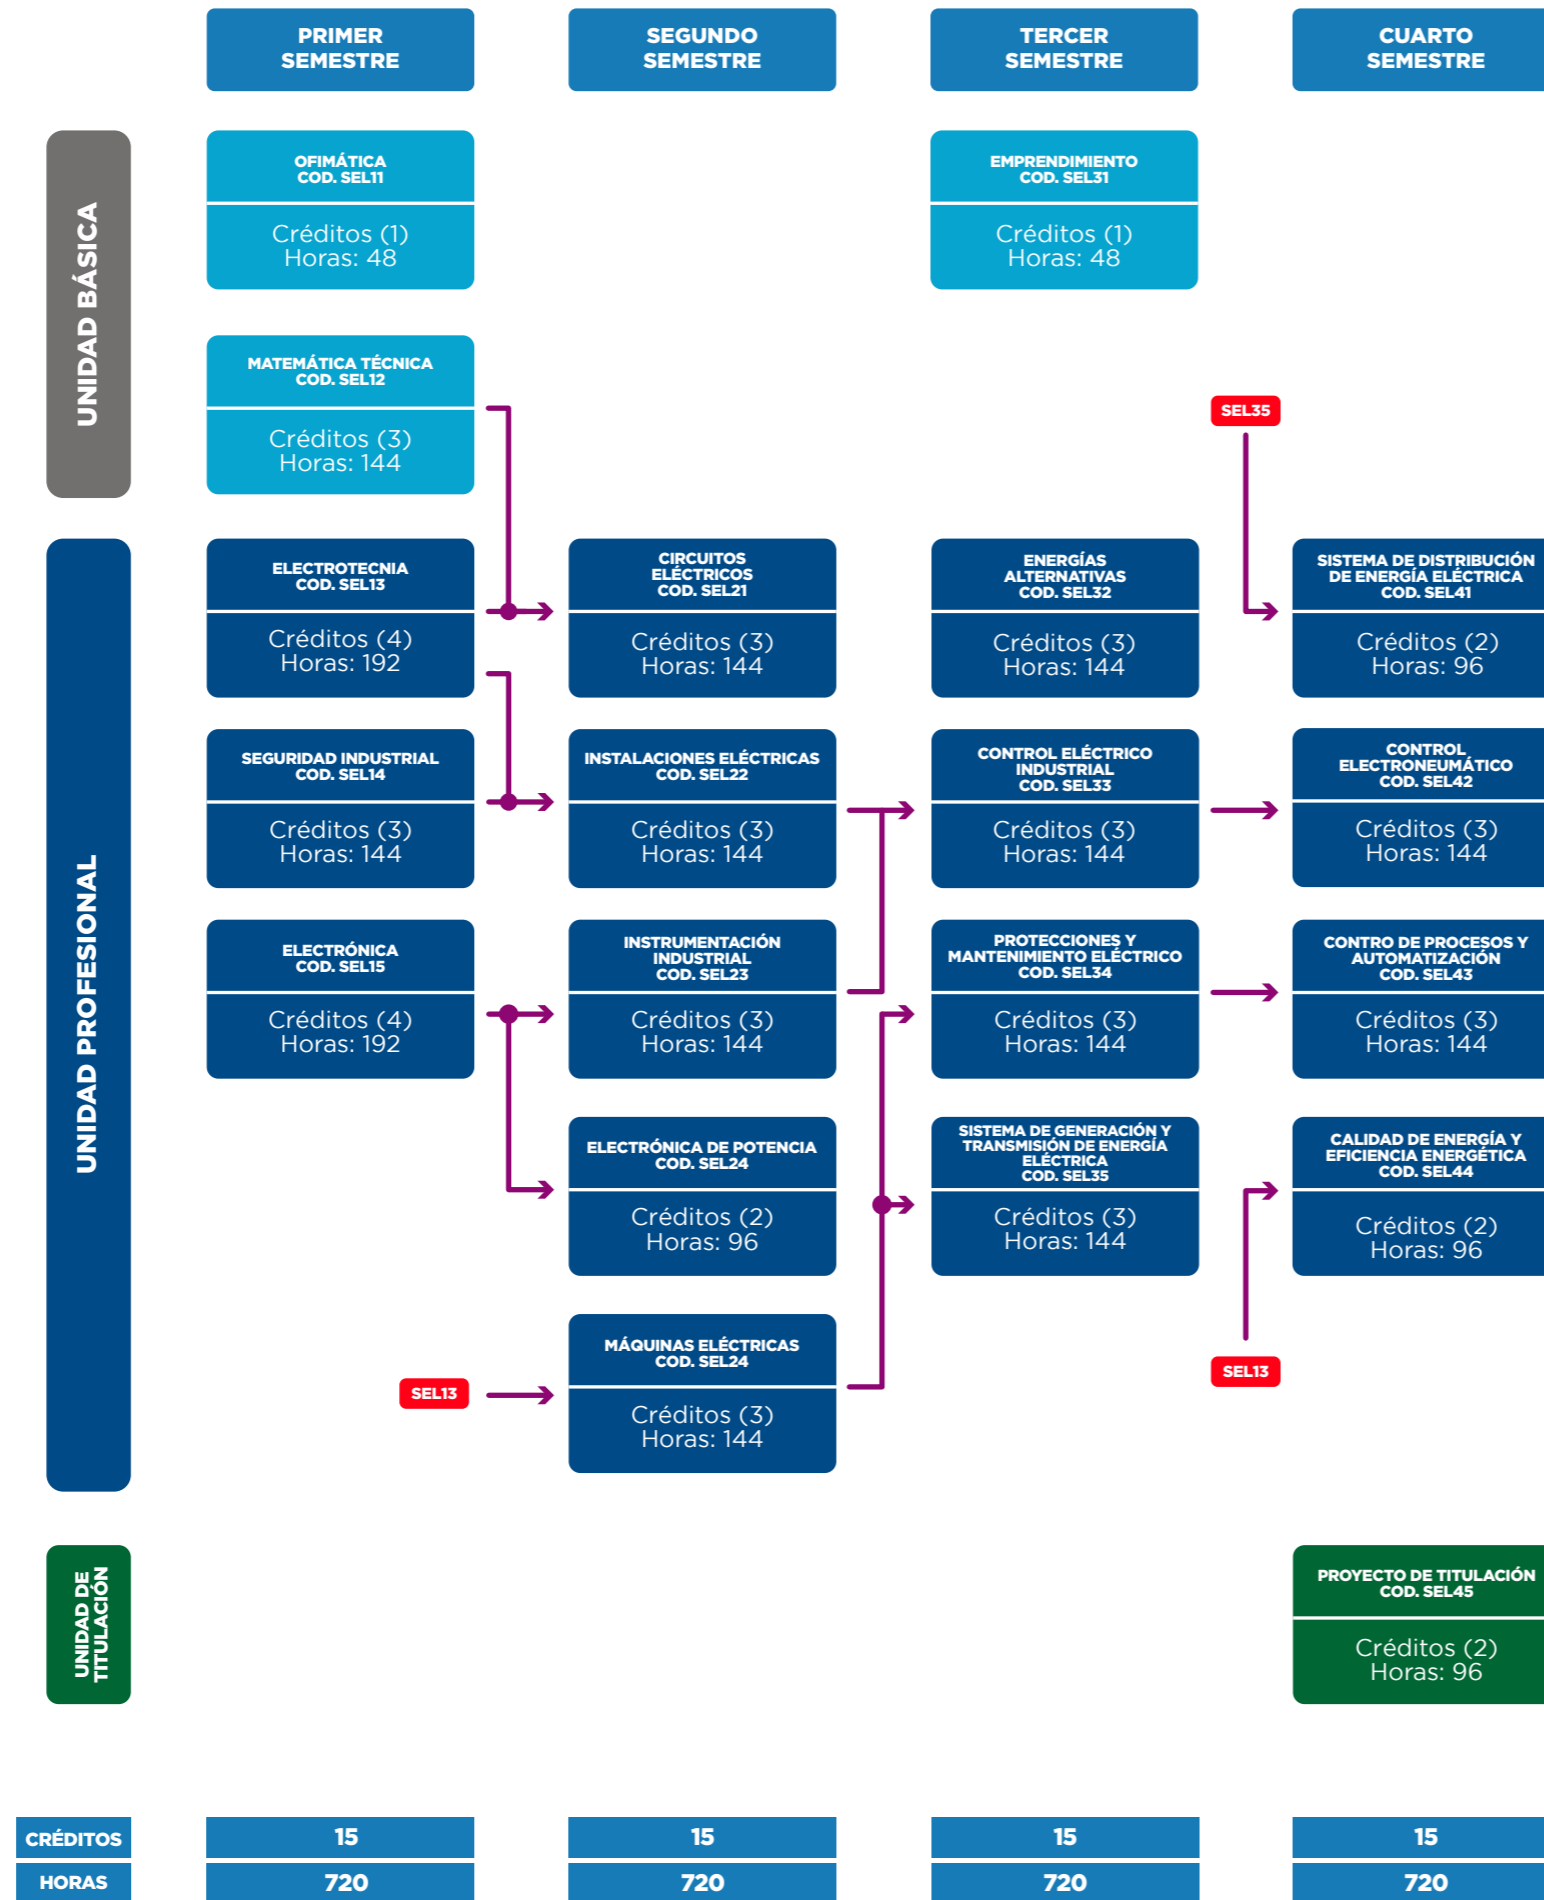 PRIMER
SEMESTRE
SEGUNDO
SEMESTRE
TERCER
SEMESTRE
CUARTO
SEMESTRE
UNIDAD BÁSICA
OFIMÁTICA
COD. SEL11
Créditos (1)
Horas: 48
EMPRENDIMIENTO
COD. SEL31
Créditos (1)
Horas: 48
MATEMÁTICA TÉCNICA
COD. SEL12
Créditos (3)
Horas: 144
SEL35
UNIDAD PROFESIONAL
ELECTROTECNIA
COD. SEL13
Créditos (4)
Horas: 192
CIRCUITOS
ELÉCTRICOS
COD. SEL21
Créditos (3)
Horas: 144
ENERGÍAS
ALTERNATIVAS
COD. SEL32
Créditos (3)
Horas: 144
SISTEMA DE DISTRIBUCIÓN
DE ENERGÍA ELÉCTRICA
COD. SEL41
Créditos (2)
Horas: 96
SEGURIDAD INDUSTRIAL
COD. SEL14
Créditos (3)
Horas: 144
INSTALACIONES ELÉCTRICAS
COD. SEL22
Créditos (3)
Horas: 144
CONTROL ELÉCTRICO
INDUSTRIAL
COD. SEL33
Créditos (3)
Horas: 144
CONTROL
ELECTRONEUMÁTICO
COD. SEL42
Créditos (3)
Horas: 144
ELECTRÓNICA
COD. SEL15
Créditos (4)
Horas: 192
INSTRUMENTACIÓN
INDUSTRIAL
COD. SEL23
Créditos (3)
Horas: 144
PROTECCIONES Y
MANTENIMIENTO ELÉCTRICO
COD. SEL34
Créditos (3)
Horas: 144
CONTRO DE PROCESOS Y
AUTOMATIZACIÓN
COD. SEL43
Créditos (3)
Horas: 144
ELECTRÓNICA DE POTENCIA
COD. SEL24
Créditos (2)
Horas: 96
SISTEMA DE GENERACIÓN Y
TRANSMISIÓN DE ENERGÍA
ELÉCTRICA
COD. SEL35
Créditos (3)
Horas: 144
CALIDAD DE ENERGÍA Y
EFICIENCIA ENERGÉTICA
COD. SEL44
Créditos (2)
Horas: 96
SEL13
MÁQUINAS ELÉCTRICAS
COD. SEL24
Créditos (3)
Horas: 144
SEL13
UNIDAD DE
TITULACIÓN
PROYECTO DE TITULACIÓN
COD. SEL45
Créditos (2)
Horas: 96
CRÉDITOS
15
15
15
15
HORAS
720
720
720
720